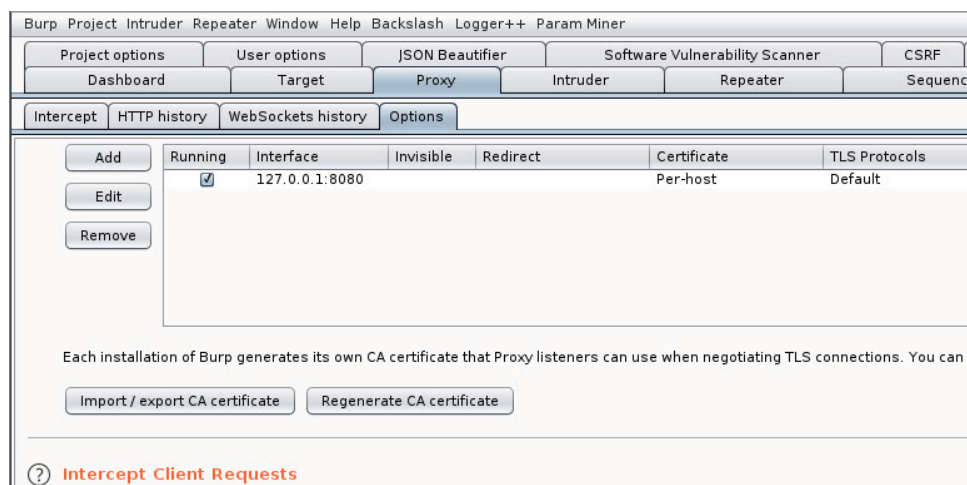 Burp Project Intruder Repeater Window Help Backslash Logger++ Param Miner
Project options User options JSON Beautifier Software Vulnerability Scanner CSRF
Dashboard Target Proxy Intruder Repeater Sequenc
Intercept HTTP history WebSockets history Options
Add Running Interface Invisible Redirect Certificate TLS Protocols
127.0.0.1:8080 Per-host Default
Edit
Remove
Each installation of Burp generates its own CA certificate that Proxy listeners can use when negotiating TLS connections. You can
Import / export CA certificate Regenerate CA certificate
? Intercept Client Requests